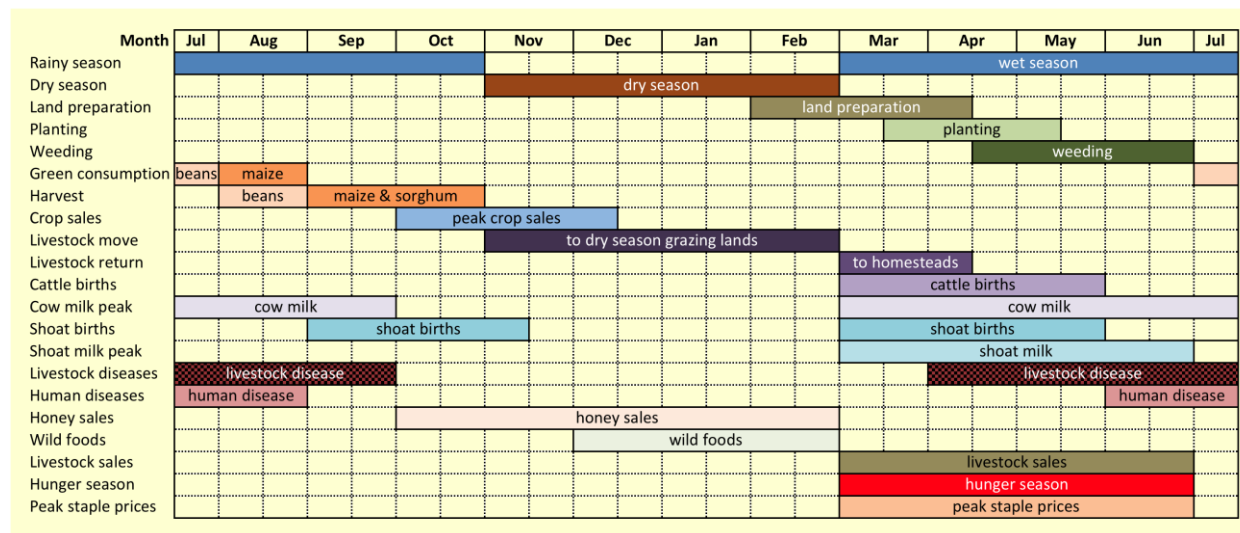 Month Jul Aug Sep Oct Nov Dec Jan Feb Mar Apr May Jun Jul
Rainy season wet season
Dry season dry season
Land preparation land preparation
Planting planting
Weeding weeding
Green consumption beans maize
Harvest beans maize & sorghum
Crop sales peak crop sales
Livestock move to dry season grazing lands
Livestock return to homesteads
Cattle births cattle births
Cow milk peak cow milk cow milk
Shoat births shoat births shoat births
Shoat milk peak shoat milk
Livestock diseases livestock disease livestock disease
Human diseases human disease human disease
Honey sales honey sales
Wild foods wild foods
Livestock sales livestock sales
Hunger season hunger season
Peak staple prices peak staple prices